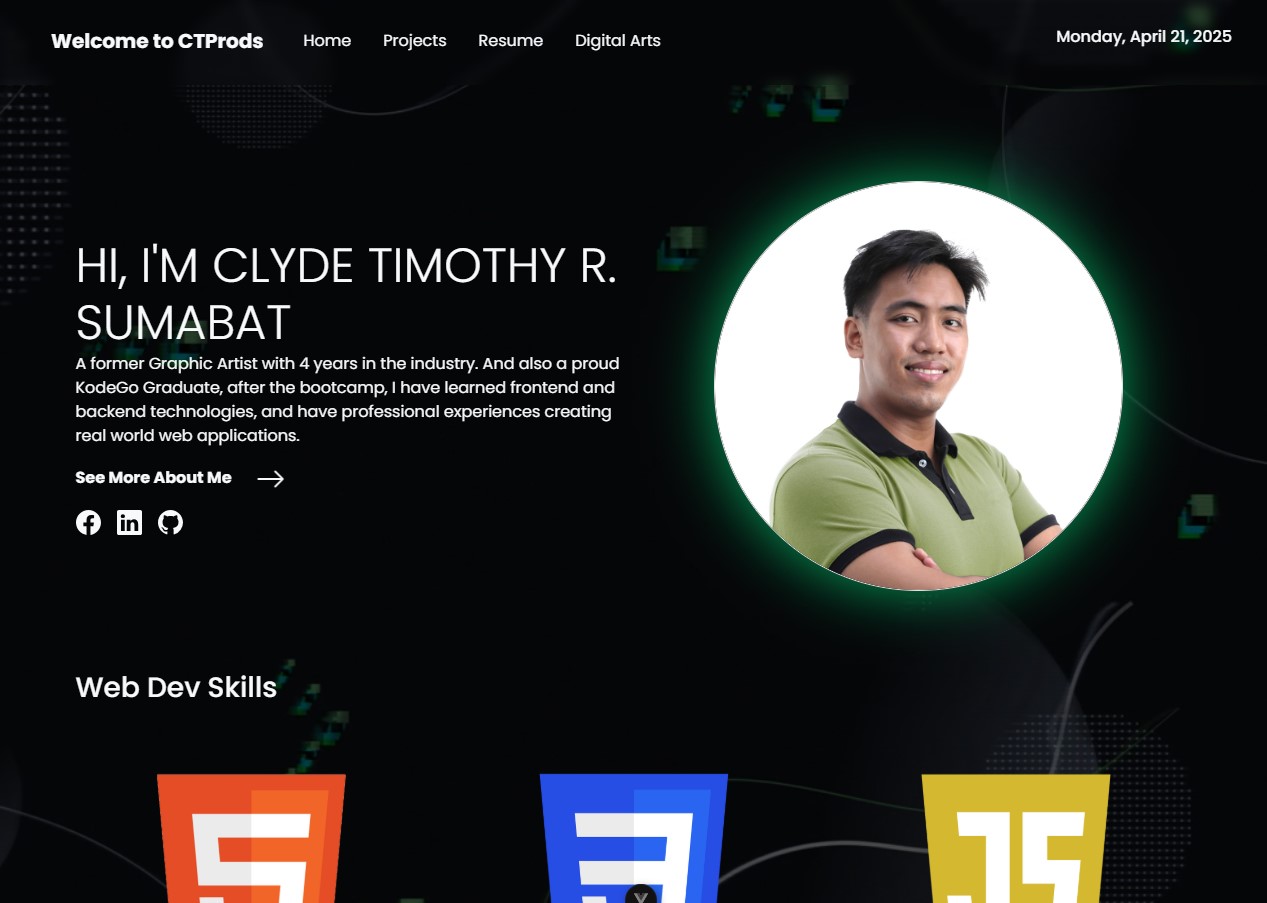 Welcome to CTProds
Home
Projects
Resume
Digital Arts
Monday, April 21, 2025
HI, I'M CLYDE TIMOTHY R.
SUMABAT
A former Graphic Artist with 4 years in the industry. And also a proud
KodeGo Graduate, after the bootcamp, I have learned frontend and
backend technologies, and have professional experiences creating
real world web applications.
See More About Me
in
Web Dev Skills
JS